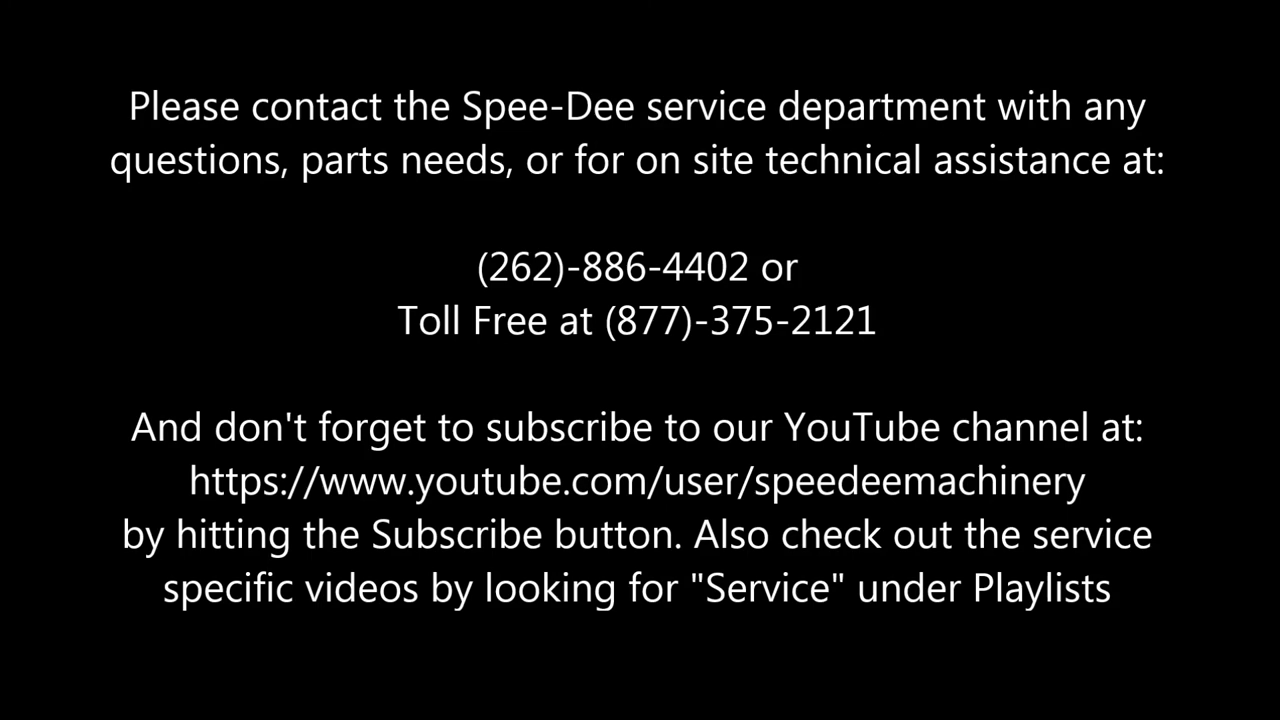 Please contact the Spee-Dee service department with any
questions, parts needs, or for on site technical assistance at:
(262)-886-4402 or
Toll Free at (877)-375-2121
And don't forget to subscribe to our YouTube channel at:
https://www.youtube.com/user/speedeemachinery
by hitting the Subscribe button. Also check out the service
specific videos by looking for "Service" under Playlists